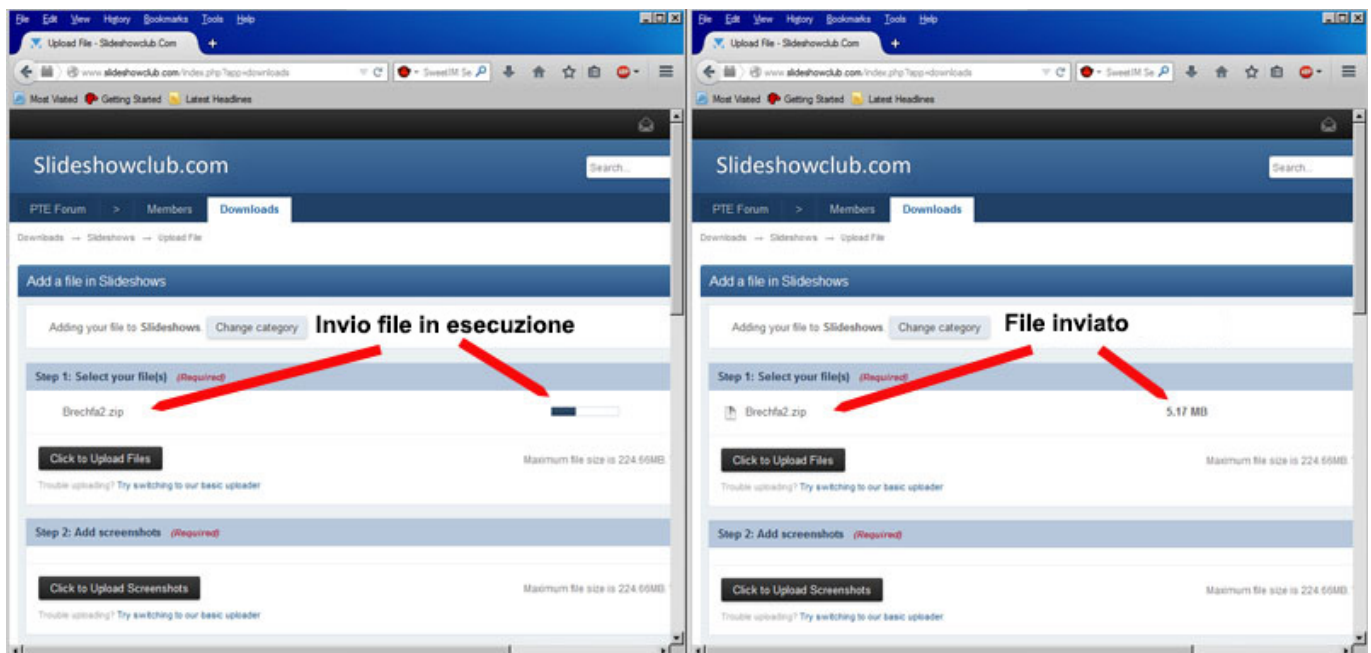 File Edit View History Bookmarks Tools Help
Upload File - Slideshowclub.Com +
www.slideshowclub.com/index.php?app=downloads SweetIM Se
Most Visited Getting Started Latest Headlines
Slideshowclub.com
Search...
PTE Forum > Members Downloads
Downloads → Slideshows → Upload File
Add a file in Slideshows
Adding your file to Slideshows. Change category
Invio file in esecuzione
Step 1: Select your file(s) (Required)
Brechfa2.zip
Click to Upload Files Maximum file size is 224.66MB.
Trouble uploading? Try switching to our basic uploader
Step 2: Add screenshots (Required)
Click to Upload Screenshots Maximum file size is 224.66MB.
Trouble uploading? Try switching to our basic uploader
File Edit View History Bookmarks Tools Help
Upload File - Slideshowclub.Com +
www.slideshowclub.com/index.php?app=downloads SweetIM Se
Most Visited Getting Started Latest Headlines
Slideshowclub.com
Search...
PTE Forum > Members Downloads
Downloads → Slideshows → Upload File
Add a file in Slideshows
Adding your file to Slideshows. Change category
File inviato
Step 1: Select your file(s) (Required)
Brechfa2.zip 5.17 MB
Click to Upload Files Maximum file size is 224.66MB.
Trouble uploading? Try switching to our basic uploader
Step 2: Add screenshots (Required)
Click to Upload Screenshots Maximum file size is 224.66MB.
Trouble uploading? Try switching to our basic uploader